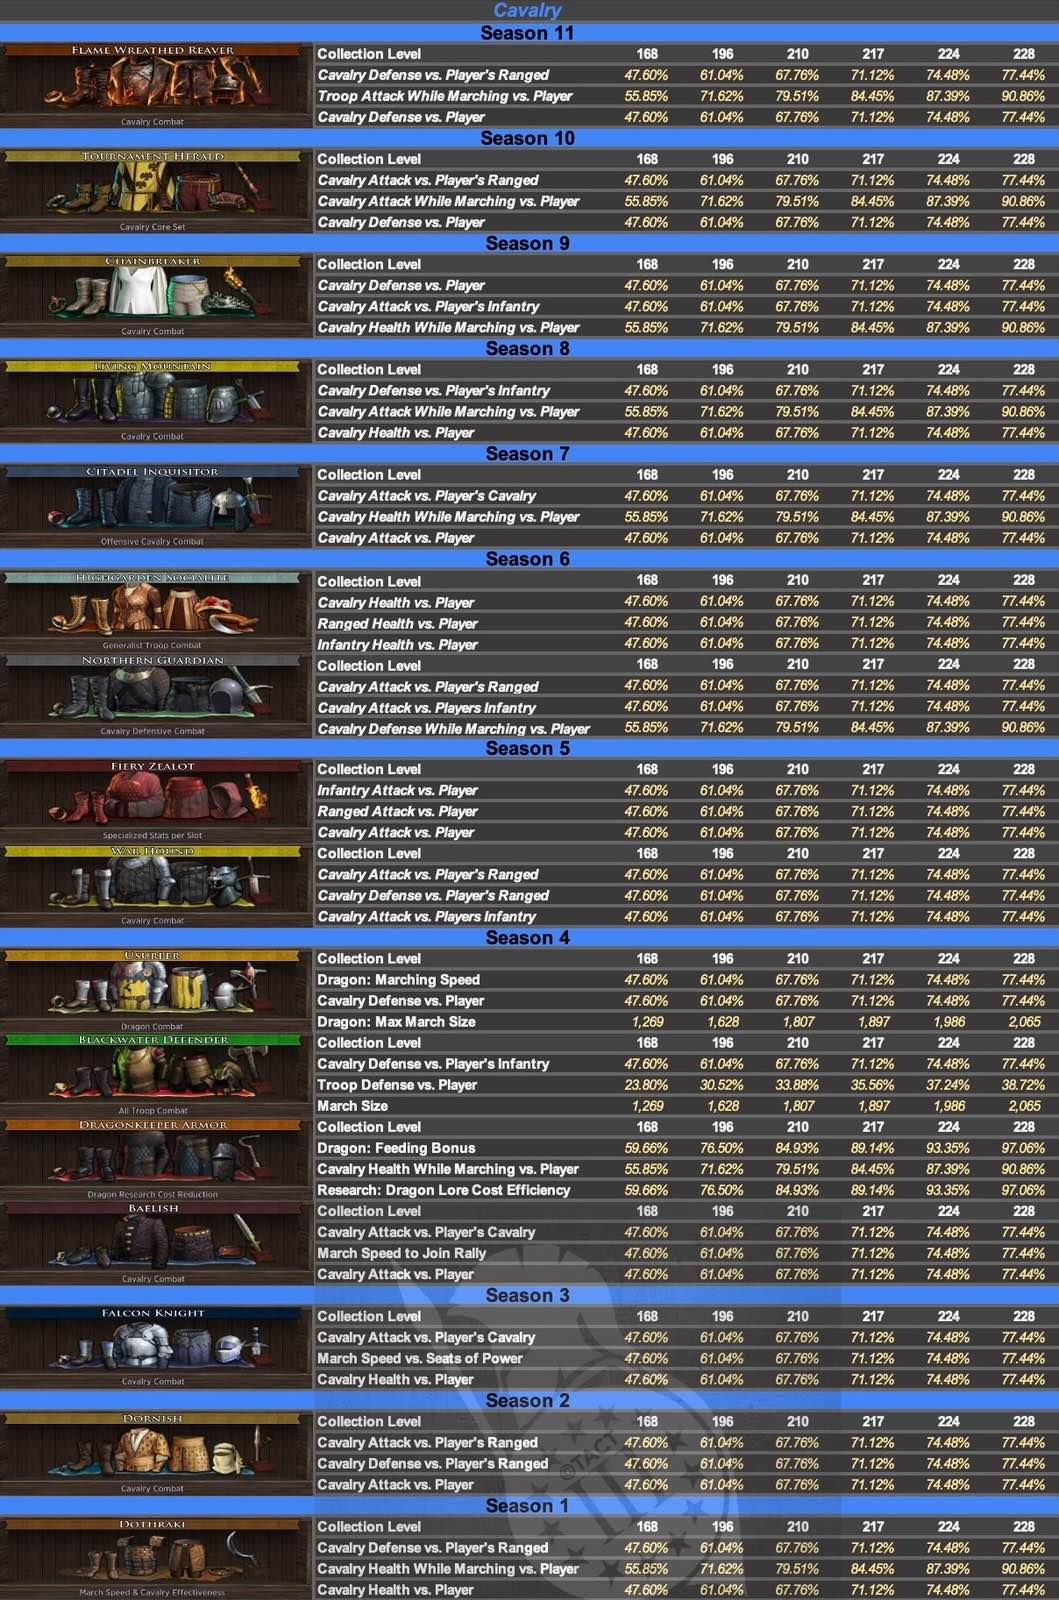 Cavalry
Season 11
FLAME WREATHED REAVER
Cavalry Combat
Collection Level 168 196 210 217 224 228
Cavalry Defense vs. Player's Ranged 47.60% 61.04% 67.76% 71.12% 74.48% 77.44%
Troop Attack While Marching vs. Player 55.85% 71.62% 79.51% 84.45% 87.39% 90.86%
Cavalry Defense vs. Player 47.60% 61.04% 67.76% 71.12% 74.48% 77.44%
Season 10
TOURNAMENT HERALD
Cavalry Core Set
Collection Level 168 196 210 217 224 228
Cavalry Attack vs. Player's Ranged 47.60% 61.04% 67.76% 71.12% 74.48% 77.44%
Cavalry Attack While Marching vs. Player 55.85% 71.62% 79.51% 84.45% 87.39% 90.86%
Cavalry Defense vs. Player 47.60% 61.04% 67.76% 71.12% 74.48% 77.44%
Season 9
CHAINBREAKER
Cavalry Combat
Collection Level 168 196 210 217 224 228
Cavalry Defense vs. Player 47.60% 61.04% 67.76% 71.12% 74.48% 77.44%
Cavalry Attack vs. Player's Infantry 47.60% 61.04% 67.76% 71.12% 74.48% 77.44%
Cavalry Health While Marching vs. Player 55.85% 71.62% 79.51% 84.45% 87.39% 90.86%
Season 8
LIVING MOUNTAIN
Cavalry Combat
Collection Level 168 196 210 217 224 228
Cavalry Defense vs. Player's Infantry 47.60% 61.04% 67.76% 71.12% 74.48% 77.44%
Cavalry Attack While Marching vs. Player 55.85% 71.62% 79.51% 84.45% 87.39% 90.86%
Cavalry Health vs. Player 47.60% 61.04% 67.76% 71.12% 74.48% 77.44%
Season 7
CITADEL INQUISITOR
Offensive Cavalry Combat
Collection Level 168 196 210 217 224 228
Cavalry Attack vs. Player's Cavalry 47.60% 61.04% 67.76% 71.12% 74.48% 77.44%
Cavalry Health While Marching vs. Player 55.85% 71.62% 79.51% 84.45% 87.39% 90.86%
Cavalry Attack vs. Player 47.60% 61.04% 67.76% 71.12% 74.48% 77.44%
Season 6
HIGHGARDEN SOCIALITE
Generalist Troop Combat
Collection Level 168 196 210 217 224 228
Cavalry Health vs. Player 47.60% 61.04% 67.76% 71.12% 74.48% 77.44%
Ranged Health vs. Player 47.60% 61.04% 67.76% 71.12% 74.48% 77.44%
Infantry Health vs. Player 47.60% 61.04% 67.76% 71.12% 74.48% 77.44%
NORTHERN GUARDIAN
Cavalry Defensive Combat
Collection Level 168 196 210 217 224 228
Cavalry Attack vs. Player's Ranged 47.60% 61.04% 67.76% 71.12% 74.48% 77.44%
Cavalry Attack vs. Players Infantry 47.60% 61.04% 67.76% 71.12% 74.48% 77.44%
Cavalry Defense While Marching vs. Player 55.85% 71.62% 79.51% 84.45% 87.39% 90.86%
Season 5
FIERY ZEALOT
Specialized Stats per Slot
Collection Level 168 196 210 217 224 228
Infantry Attack vs. Player 47.60% 61.04% 67.76% 71.12% 74.48% 77.44%
Ranged Attack vs. Player 47.60% 61.04% 67.76% 71.12% 74.48% 77.44%
Cavalry Attack vs. Player 47.60% 61.04% 67.76% 71.12% 74.48% 77.44%
WAR HOUND
Cavalry Combat
Collection Level 168 196 210 217 224 228
Cavalry Attack vs. Player's Ranged 47.60% 61.04% 67.76% 71.12% 74.48% 77.44%
Cavalry Defense vs. Player's Ranged 47.60% 61.04% 67.76% 71.12% 74.48% 77.44%
Cavalry Attack vs. Players Infantry 47.60% 61.04% 67.76% 71.12% 74.48% 77.44%
Season 4
USURPER
Dragon Combat
Collection Level 168 196 210 217 224 228
Dragon: Marching Speed 47.60% 61.04% 67.76% 71.12% 74.48% 77.44%
Cavalry Defense vs. Player 47.60% 61.04% 67.76% 71.12% 74.48% 77.44%
Dragon: Max March Size 1,269 1,628 1,807 1,897 1,986 2,065
BLACKWATER DEFENDER
All Troop Combat
Collection Level 168 196 210 217 224 228
Cavalry Defense vs. Player's Infantry 47.60% 61.04% 67.76% 71.12% 74.48% 77.44%
Troop Defense vs. Player 23.80% 30.52% 33.88% 35.56% 37.24% 38.72%
March Size 1,269 1,628 1,807 1,897 1,986 2,065
DRAGONKEEPER ARMOR
Dragon Research Cost Reduction
Collection Level 168 196 210 217 224 228
Dragon: Feeding Bonus 59.66% 76.50% 84.93% 89.14% 93.35% 97.06%
Cavalry Health While Marching vs. Player 55.85% 71.62% 79.51% 84.45% 87.39% 90.86%
Research: Dragon Lore Cost Efficiency 59.66% 76.50% 84.93% 89.14% 93.35% 97.06%
BAELISH
Cavalry Combat
Collection Level 168 196 210 217 224 228
Cavalry Attack vs. Player's Cavalry 47.60% 61.04% 67.76% 71.12% 74.48% 77.44%
March Speed to Join Rally 47.60% 61.04% 67.76% 71.12% 74.48% 77.44%
Cavalry Attack vs. Player 47.60% 61.04% 67.76% 71.12% 74.48% 77.44%
Season 3
FALCON KNIGHT
Cavalry Combat
Collection Level 168 196 210 217 224 228
Cavalry Attack vs. Player's Cavalry 47.60% 61.04% 67.76% 71.12% 74.48% 77.44%
March Speed vs. Seats of Power 47.60% 61.04% 67.76% 71.12% 74.48% 77.44%
Cavalry Health vs. Player 47.60% 61.04% 67.76% 71.12% 74.48% 77.44%
Season 2
DORNISH
Cavalry Combat
Collection Level 168 196 210 217 224 228
Cavalry Attack vs. Player's Ranged 47.60% 61.04% 67.76% 71.12% 74.48% 77.44%
Cavalry Defense vs. Player's Ranged 47.60% 61.04% 67.76% 71.12% 74.48% 77.44%
Cavalry Attack vs. Player 47.60% 61.04% 67.76% 71.12% 74.48% 77.44%
©TACT
Season 1
DOTHRAKI
March Speed & Cavalry Effectiveness
Collection Level 168 196 210 217 224 228
Cavalry Defense vs. Player's Ranged 47.60% 61.04% 67.76% 71.12% 74.48% 77.44%
Cavalry Health While Marching vs. Player 55.85% 71.62% 79.51% 84.45% 87.39% 90.86%
Cavalry Health vs. Player 47.60% 61.04% 67.76% 71.12% 74.48% 77.44%